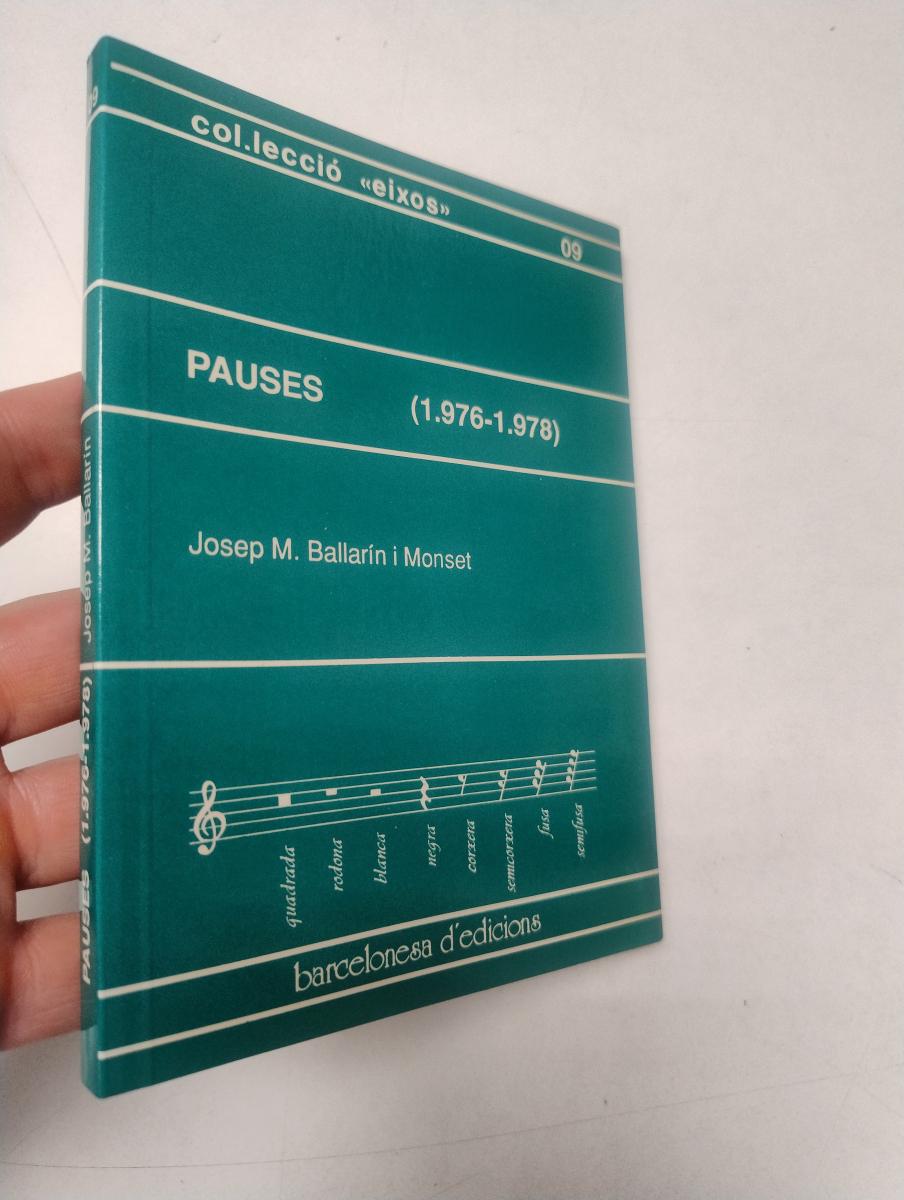 col.lecció «eixos»
09
PAUSES (1.976-1.978)
Josep M. Ballarín i Monset
quadrada
rodona
blanca
negra
corxera
semicorxera
fusa
semifusa
barcelonesa d'edicions
PAUSES (1.976-1.978) Josep M. Ballarín